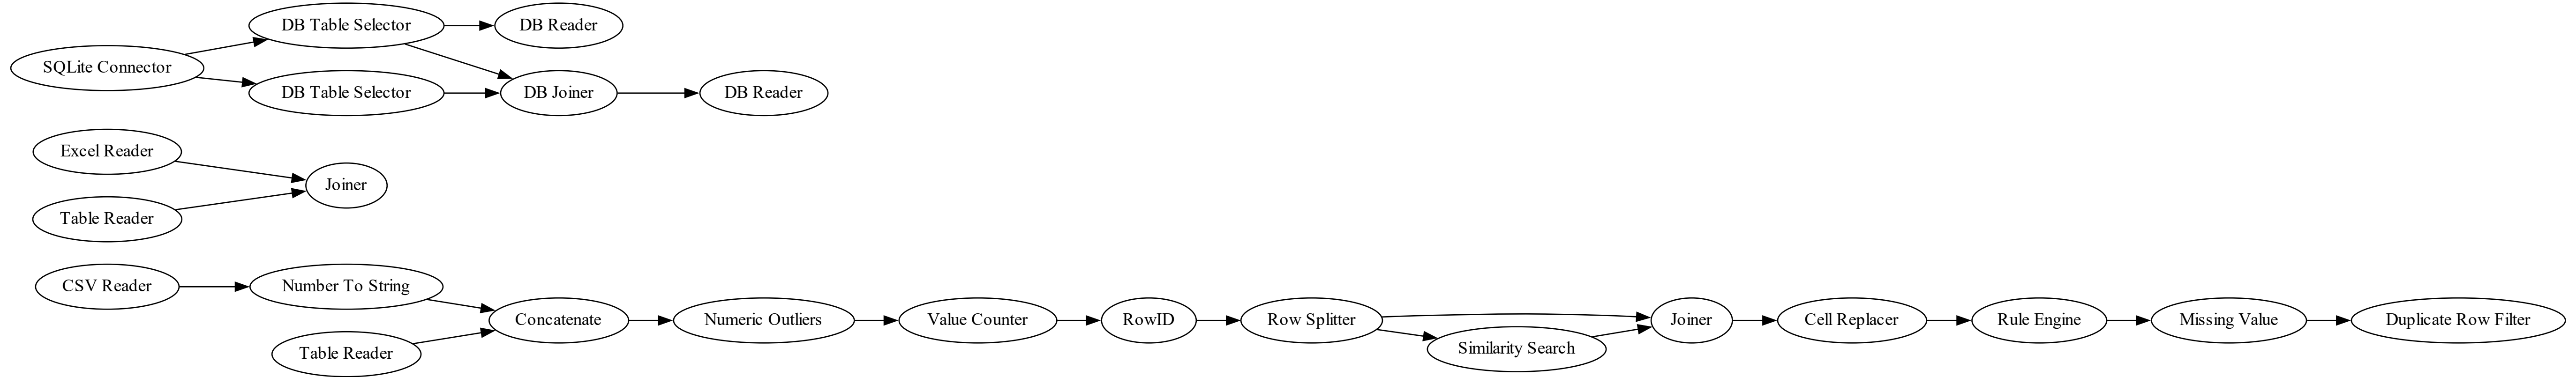 DB Table Selector
DB Reader
SQLite Connector
DB Table Selector
DB Joiner
DB Reader
Excel Reader
Joiner
Table Reader
CSV Reader
Number To String
Concatenate
Numeric Outliers
Value Counter
RowID
Row Splitter
Joiner
Cell Replacer
Rule Engine
Missing Value
Duplicate Row Filter
Table Reader
Similarity Search